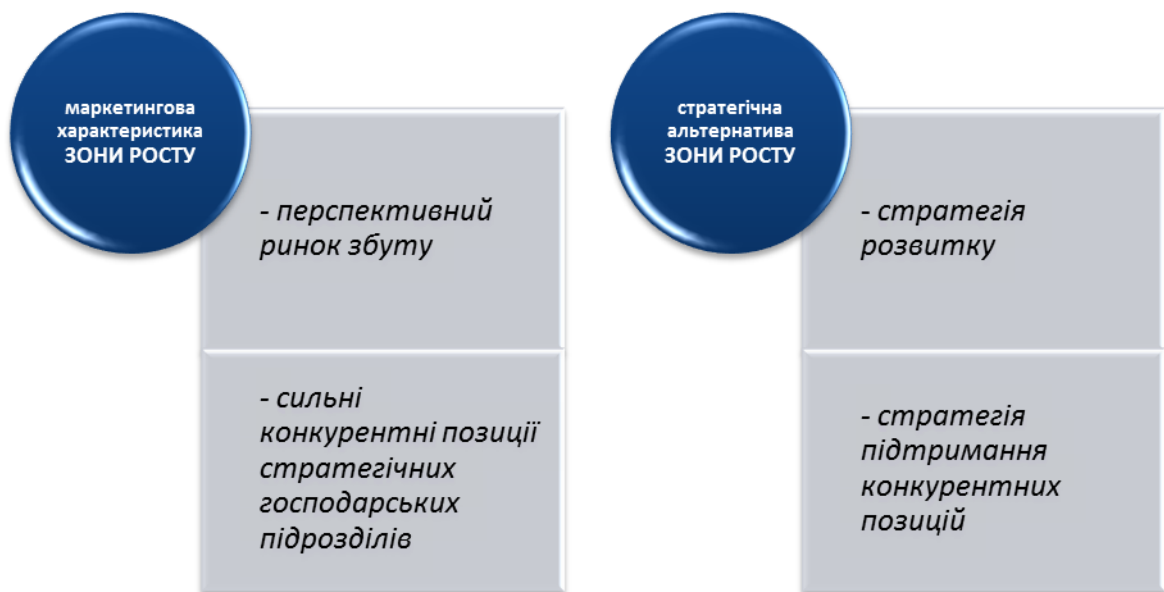 маркетингова
характеристика
ЗОНИ РОСТУ
- перспективний
ринок збуту
- сильні
конкурентні позиції
стратегічних
господарських
підрозділів
стратегічна
альтернатива
ЗОНИ РОСТУ
- стратегія
розвитку
- стратегія
підтримання
конкурентних
позицій